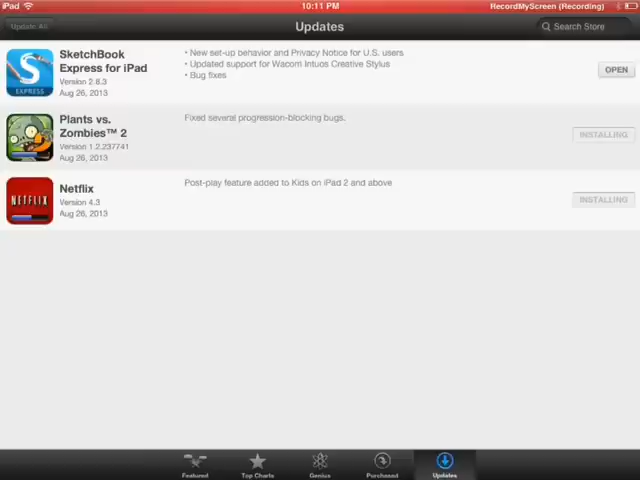 iPad 10:11 PM RecordMyScreen (Recording)
Update All Updates Search Store
SketchBook
Express for iPad
Version 2.8.3
Aug 26, 2013
• New set-up behavior and Privacy Notice for U.S. users
• Updated support for Wacom Intuos Creative Stylus
• Bug fixes
OPEN
EXPRESS
Plants vs.
Zombies™ 2
Version 1.2.237741
Aug 26, 2013
Fixed several progression-blocking bugs.
INSTALLING
NETFLIX
Netflix
Version 4.3
Aug 26, 2013
Post-play feature added to Kids on iPad 2 and above
INSTALLING
Featured Top Charts Genius Purchased Updates